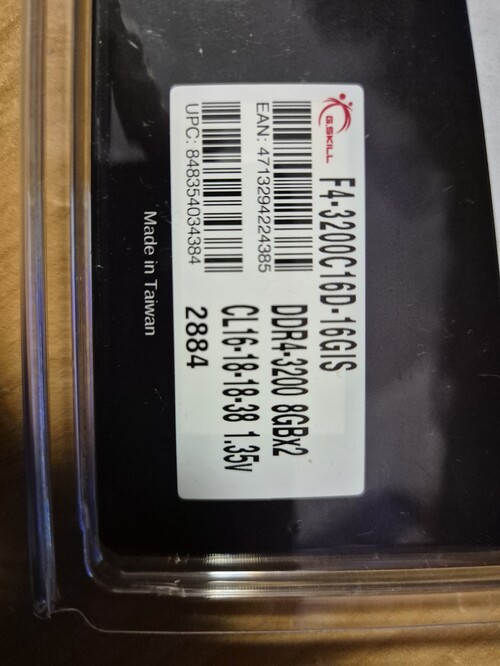 G.SKILL
F4-3200C16D-16GIS
EAN: 4713294224385
DDR4-3200 8GBx2
CL16-18-18-38 1.35v
UPC: 848354034384
2884
Made in Taiwan